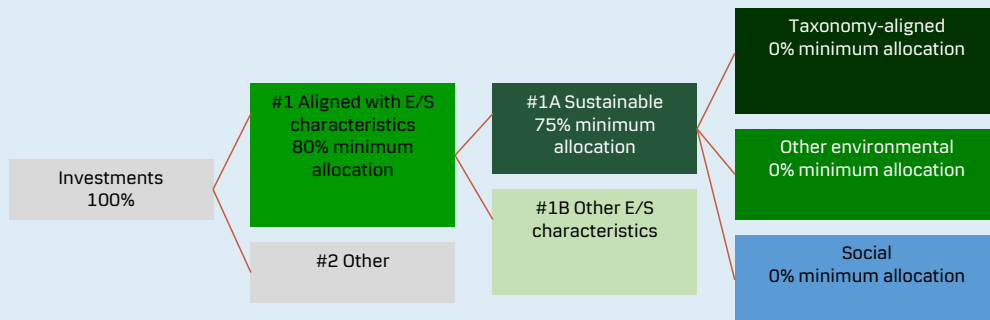 Investments
100%
#1 Aligned with E/S
characteristics
80% minimum
allocation
#2 Other
#1A Sustainable
75% minimum
allocation
#1B Other E/S
characteristics
Taxonomy-aligned
0% minimum allocation
Other environmental
0% minimum allocation
Social
0% minimum allocation